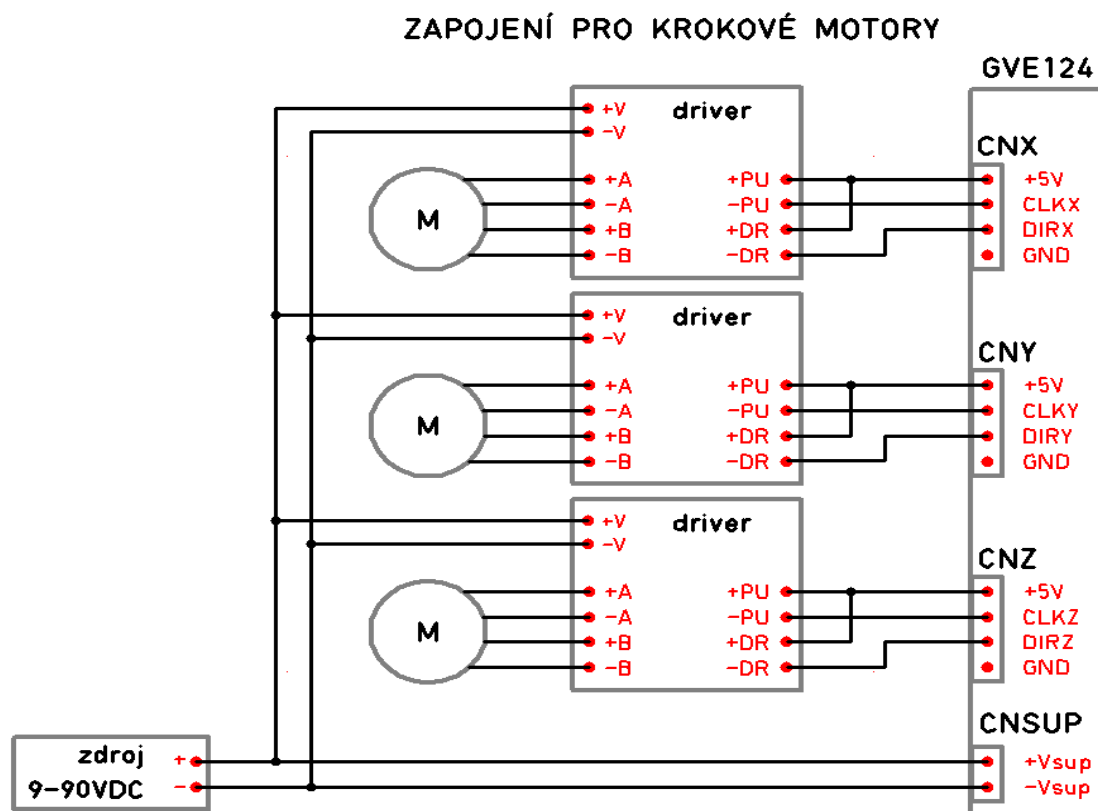 ZAPOJENÍ PRO KROKOVÉ MOTORY
GVE124
driver
+V
-V
M
+A
-A
+B
-B
+PU
-PU
+DR
-DR
CNX
+5V
CLKX
DIRX
GND
driver
+V
-V
M
+A
-A
+B
-B
+PU
-PU
+DR
-DR
CNY
+5V
CLKY
DIRY
GND
driver
+V
-V
M
+A
-A
+B
-B
+PU
-PU
+DR
-DR
CNZ
+5V
CLKZ
DIRZ
GND
zdroj +
9-90VDC -
CNSUP
+Vsup
-Vsup